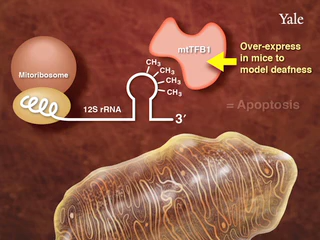 Yale
mtTFB1
Over-express
in mice to
model deafness
Mitoribosome
CH3
CH3
CH3
CH3
= Apoptosis
12S rRNA
3′